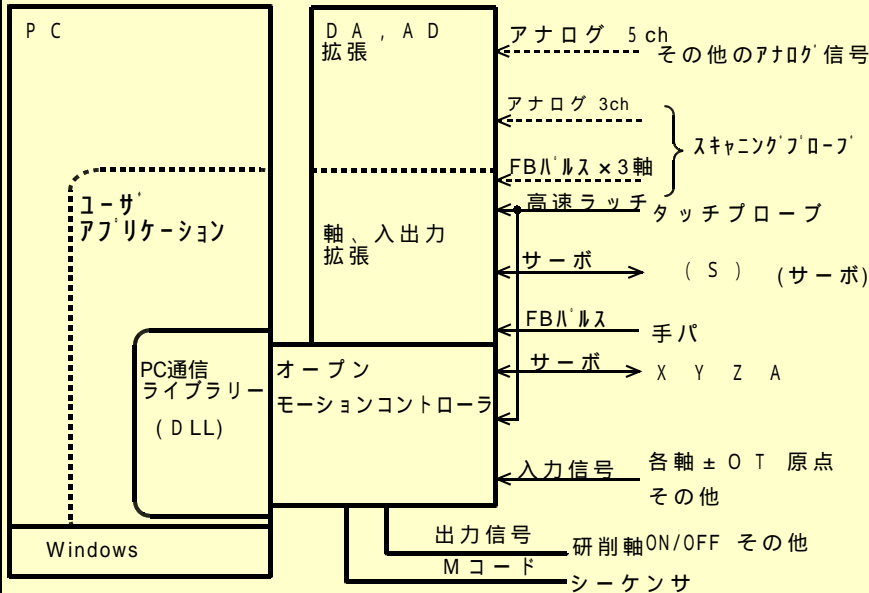 PC
ユーザ
アプリケーション
PC通信
ライブラリー
(DLL)
Windows
DA,AD
拡張
軸、入出力
拡張
オープン
モーションコントローラ
アナログ 5ch
その他のｱﾅﾛｸﾞ信号
アナログ 3ch
ｽｷｬﾆﾝｸﾞﾌﾟﾛｰﾌﾞ
FBﾊﾟﾙｽ×3軸
高速ラッチ
タッチプローブ
サーボ
(S) (サーボ)
FBﾊﾟﾙｽ
手パ
サーボ
X Y Z A
入力信号
各軸±OT 原点
その他
出力信号
研削軸ON/OFF その他
Mコード
シーケンサ